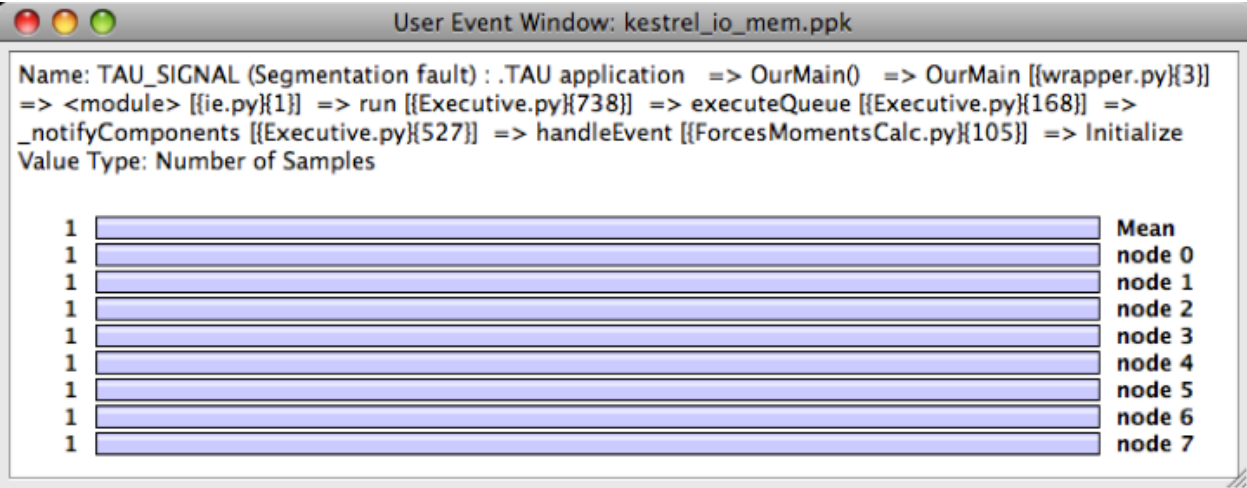 User Event Window: kestrel_io_mem.ppk
Name: TAU_SIGNAL (Segmentation fault) : .TAU application => OurMain() => OurMain [{wrapper.py}{3}]
=> <module> [{ie.py}{1}] => run [{Executive.py}{738}] => executeQueue [{Executive.py}{168}] =>
_notifyComponents [{Executive.py}{527}] => handleEvent [{ForcesMomentsCalc.py}{105}] => Initialize
Value Type: Number of Samples
1 Mean
1 node 0
1 node 1
1 node 2
1 node 3
1 node 4
1 node 5
1 node 6
1 node 7